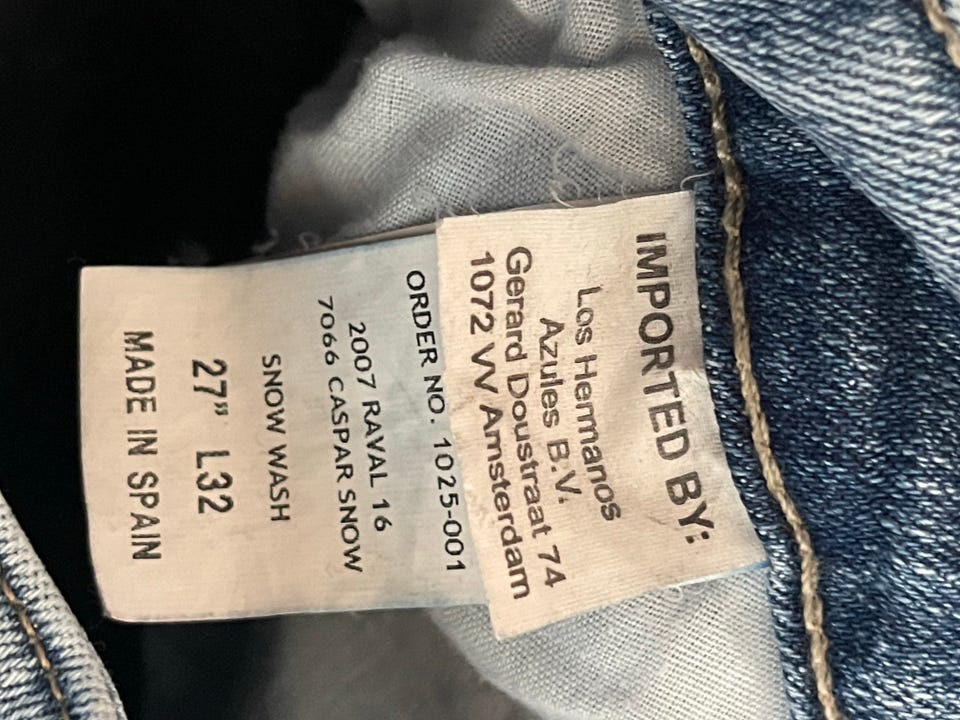 IMPORTED BY:
Los Hermanos
Azules B.V.
Gerard Doustraat 74
1072 VV Amsterdam
ORDER NO. 1025-001
2007 RAVAL 16
7066 CASPAR SNOW
SNOW WASH
27" L32
MADE IN SPAIN